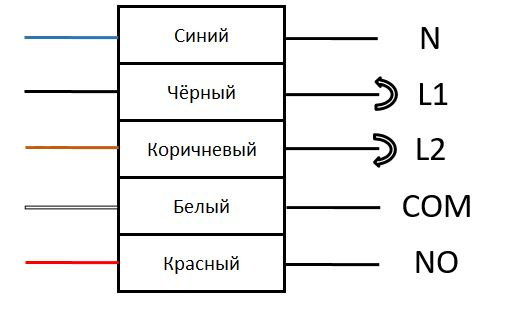 Синий N
Чёрный L1
Коричневый L2
Белый COM
Красный NO